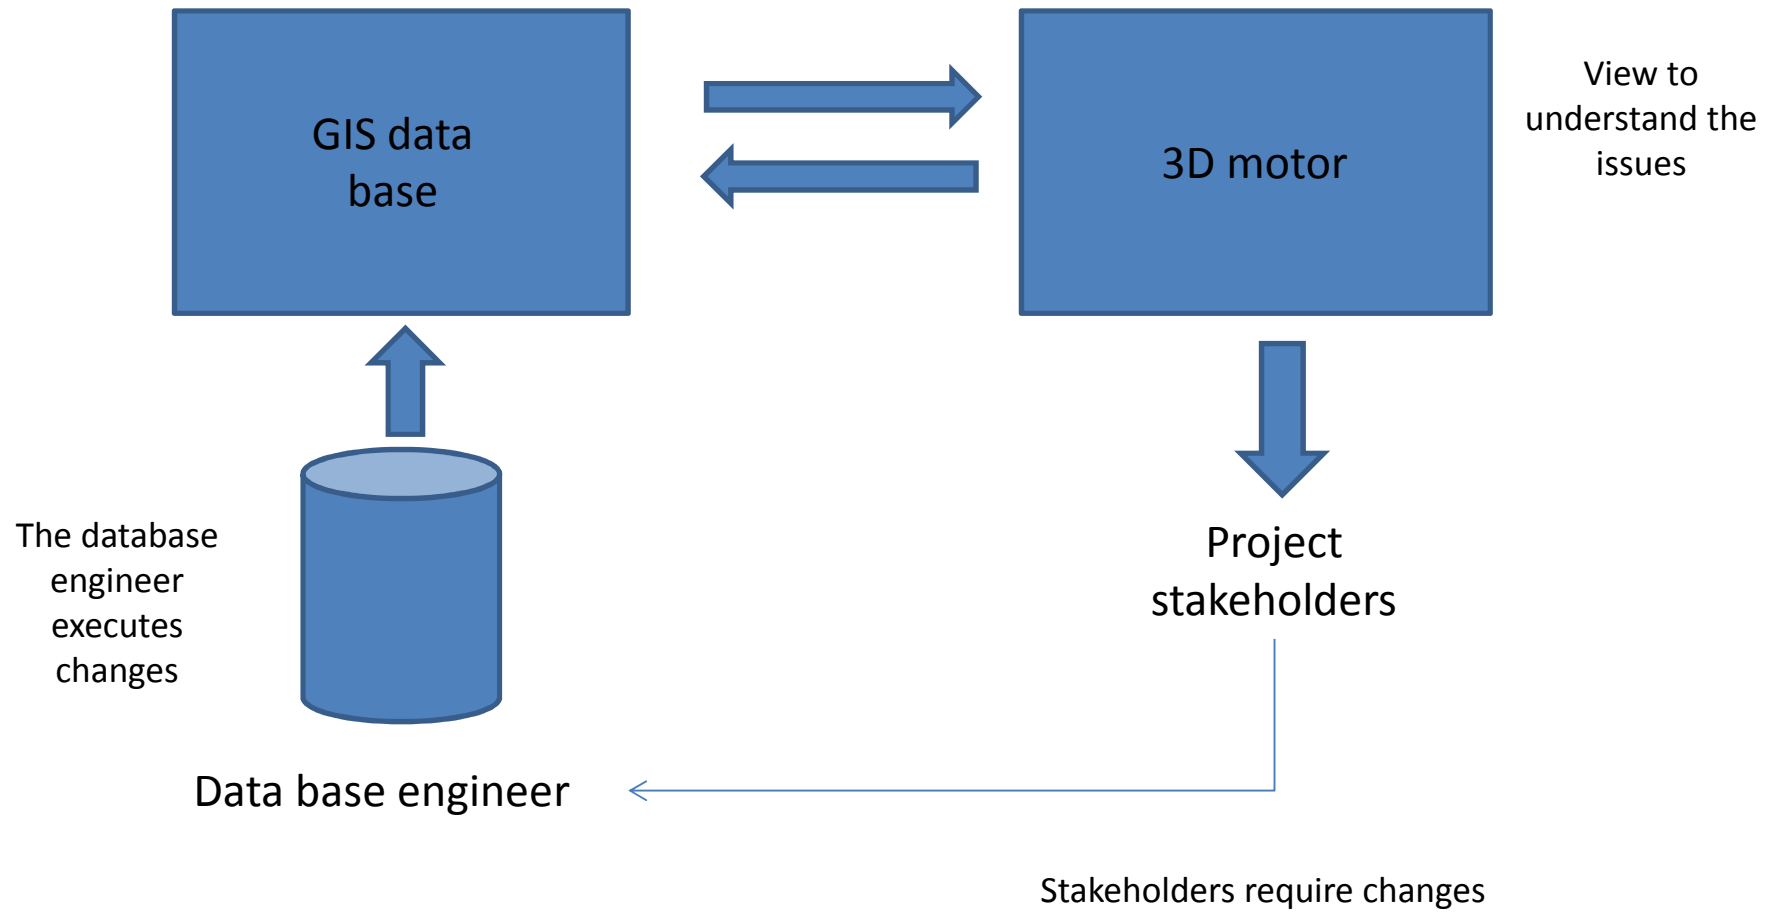 GIS data
base
3D motor
View to
understand the
issues
The database
engineer
executes
changes
Project
stakeholders
Data base engineer
Stakeholders require changes